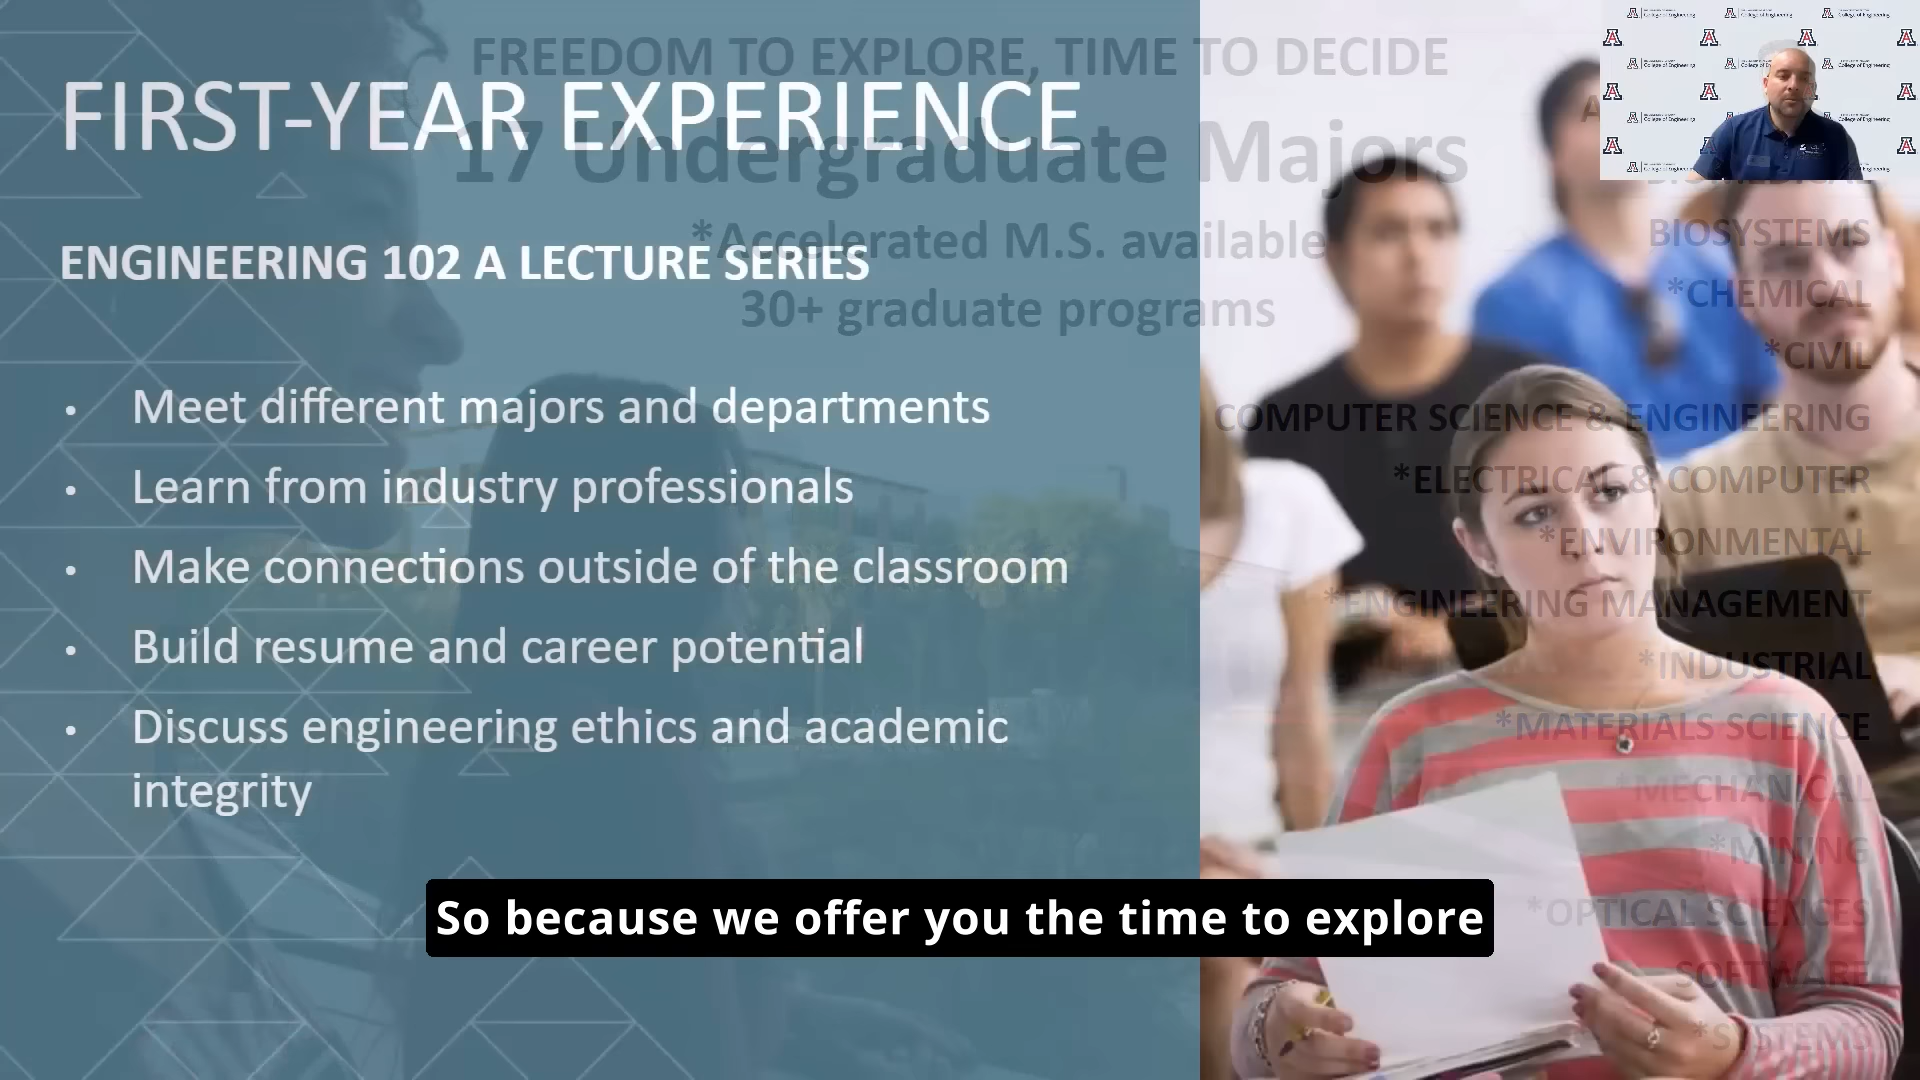 FREEDOM TO EXPLORE, TIME TO DECIDE
FIRST-YEAR EXPERIENCE
17 Undergraduate Majors
*Accelerated M.S. available
ENGINEERING 102 A LECTURE SERIES
30+ graduate programs
• Meet different majors and departments
• Learn from industry professionals
• Make connections outside of the classroom
• Build resume and career potential
• Discuss engineering ethics and academic
integrity
BIOMEDICAL
BIOSYSTEMS
*CHEMICAL
*CIVIL
COMPUTER SCIENCE & ENGINEERING
*ELECTRICAL & COMPUTER
*ENVIRONMENTAL
*ENGINEERING MANAGEMENT
*INDUSTRIAL
*MATERIALS SCIENCE
*MECHANICAL
*MINING
*OPTICAL SCIENCES
SOFTWARE
*SYSTEMS
So because we offer you the time to explore
College of Engineering